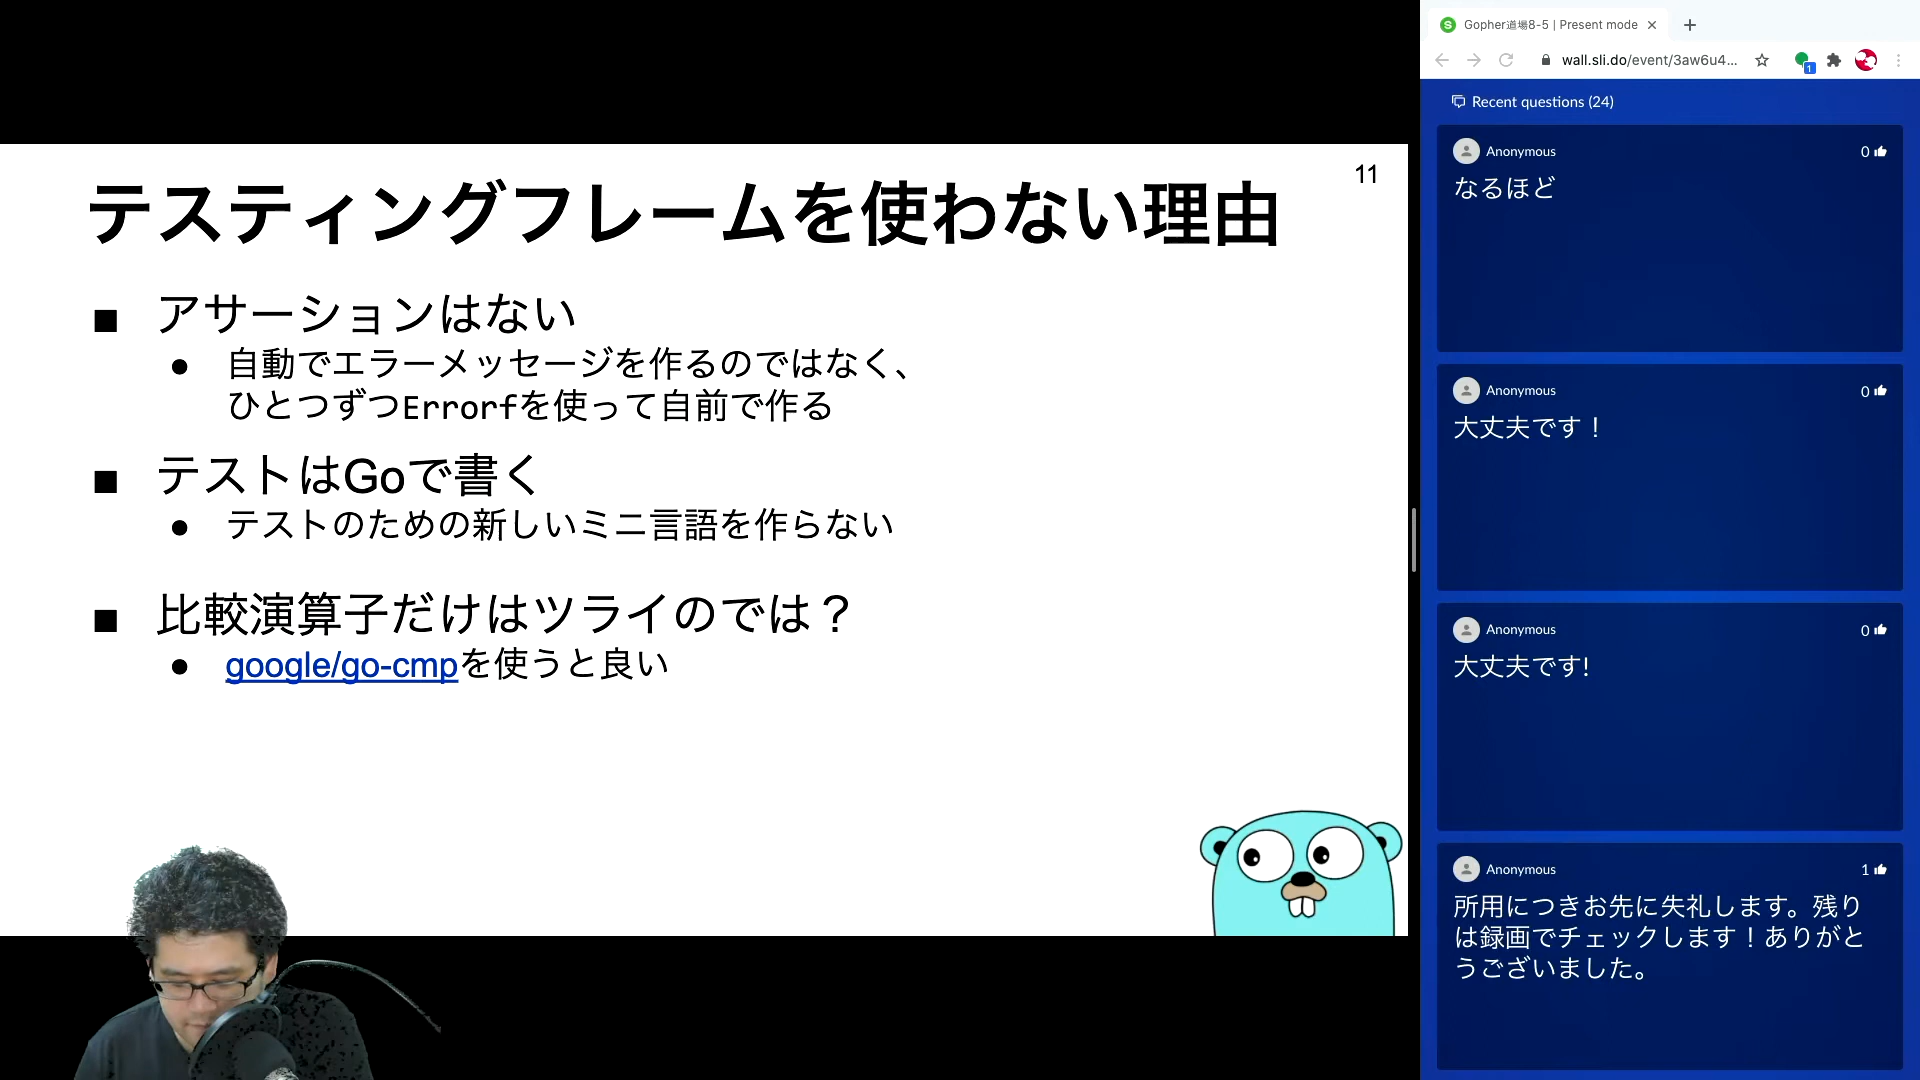 11
テスティングフレームを使わない理由
■ アサーションはない
● 自動でエラーメッセージを作るのではなく、
ひとつずつErrorfを使って自前で作る
■ テストはGoで書く
● テストのための新しいミニ言語を作らない
■ 比較演算子だけはツライのでは？
● google/go-cmpを使うと良い
Gopher道場8-5 | Present mode
wall.sli.do/event/3aw6u4...
1
Recent questions (24)
Anonymous
0
なるほど
Anonymous
0
大丈夫です！
Anonymous
0
大丈夫です!
Anonymous
1
所用につきお先に失礼します。残り
は録画でチェックします！ありがと
うございました。